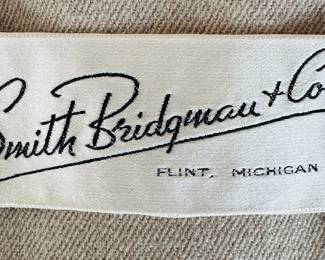 Smith Bridgman & Co
FLINT, MICHIGAN